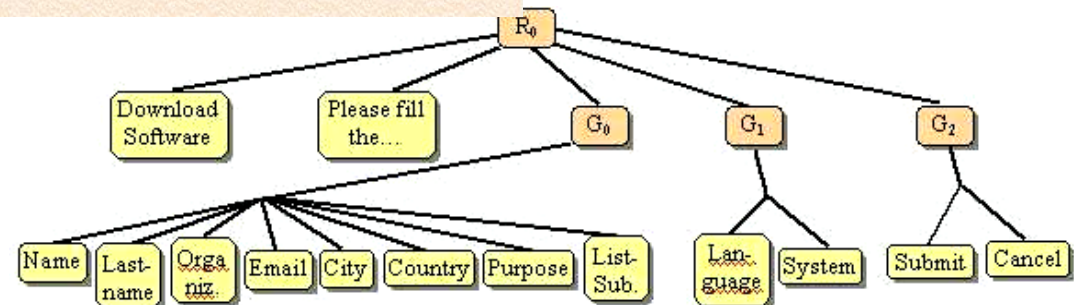 R0
Download
Software
Please fill
the....
G0
G1
G2
Name
Last-
name
Orga
niz.
Email
City
Country
Purpose
List-
Sub.
Lan-
guage
System
Submit
Cancel